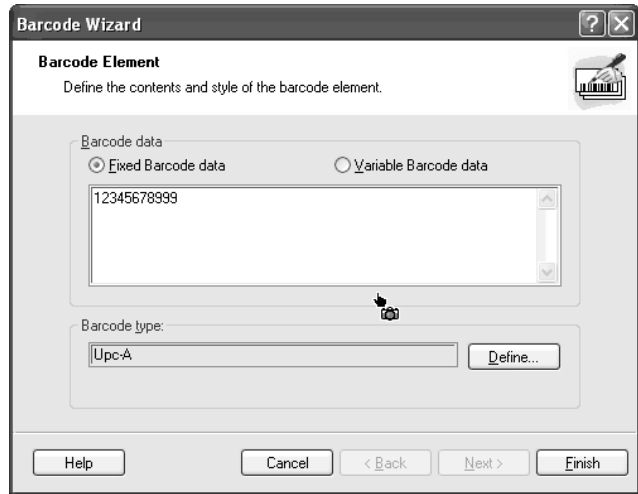 Barcode Wizard
Barcode Element
Define the contents and style of the barcode element.
Barcode data
Fixed Barcode data Variable Barcode data
12345678999
Barcode type:
Upc-A Define...
Help Cancel < Back Next > Finish